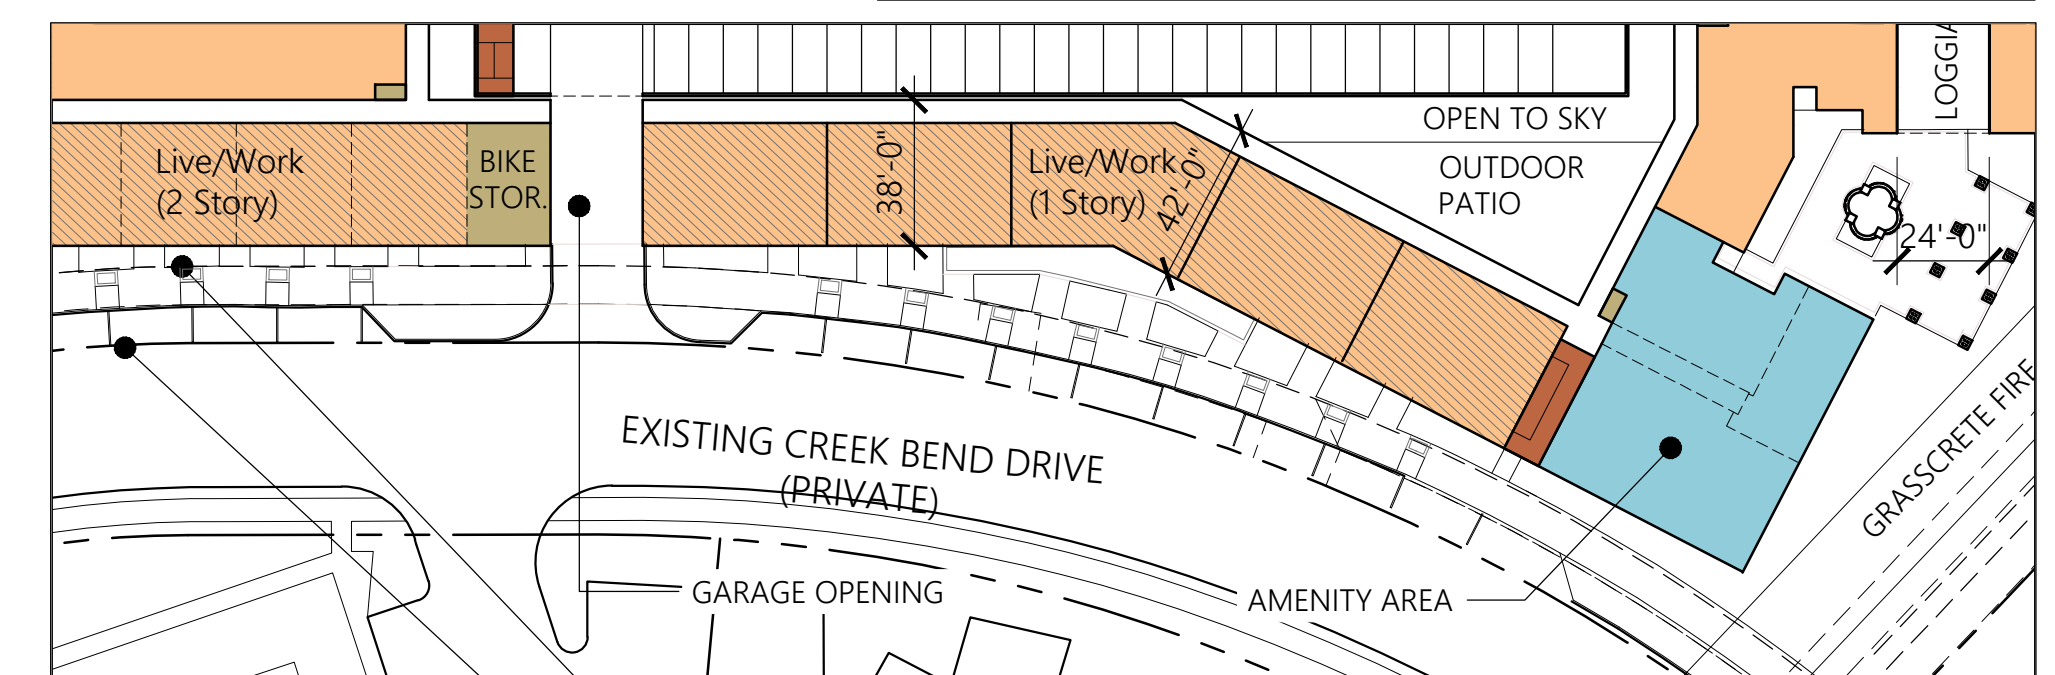 LOGGIA
OPEN TO SKY
OUTDOOR
PATIO
Live/Work
(2 Story)
BIKE
STOR.
38'-0"
Live/Work
(1 Story)
42'-0"
24'-0"
EXISTING CREEK BEND DRIVE
(PRIVATE)
GRASSCRETE FIRE
GARAGE OPENING
AMENITY AREA